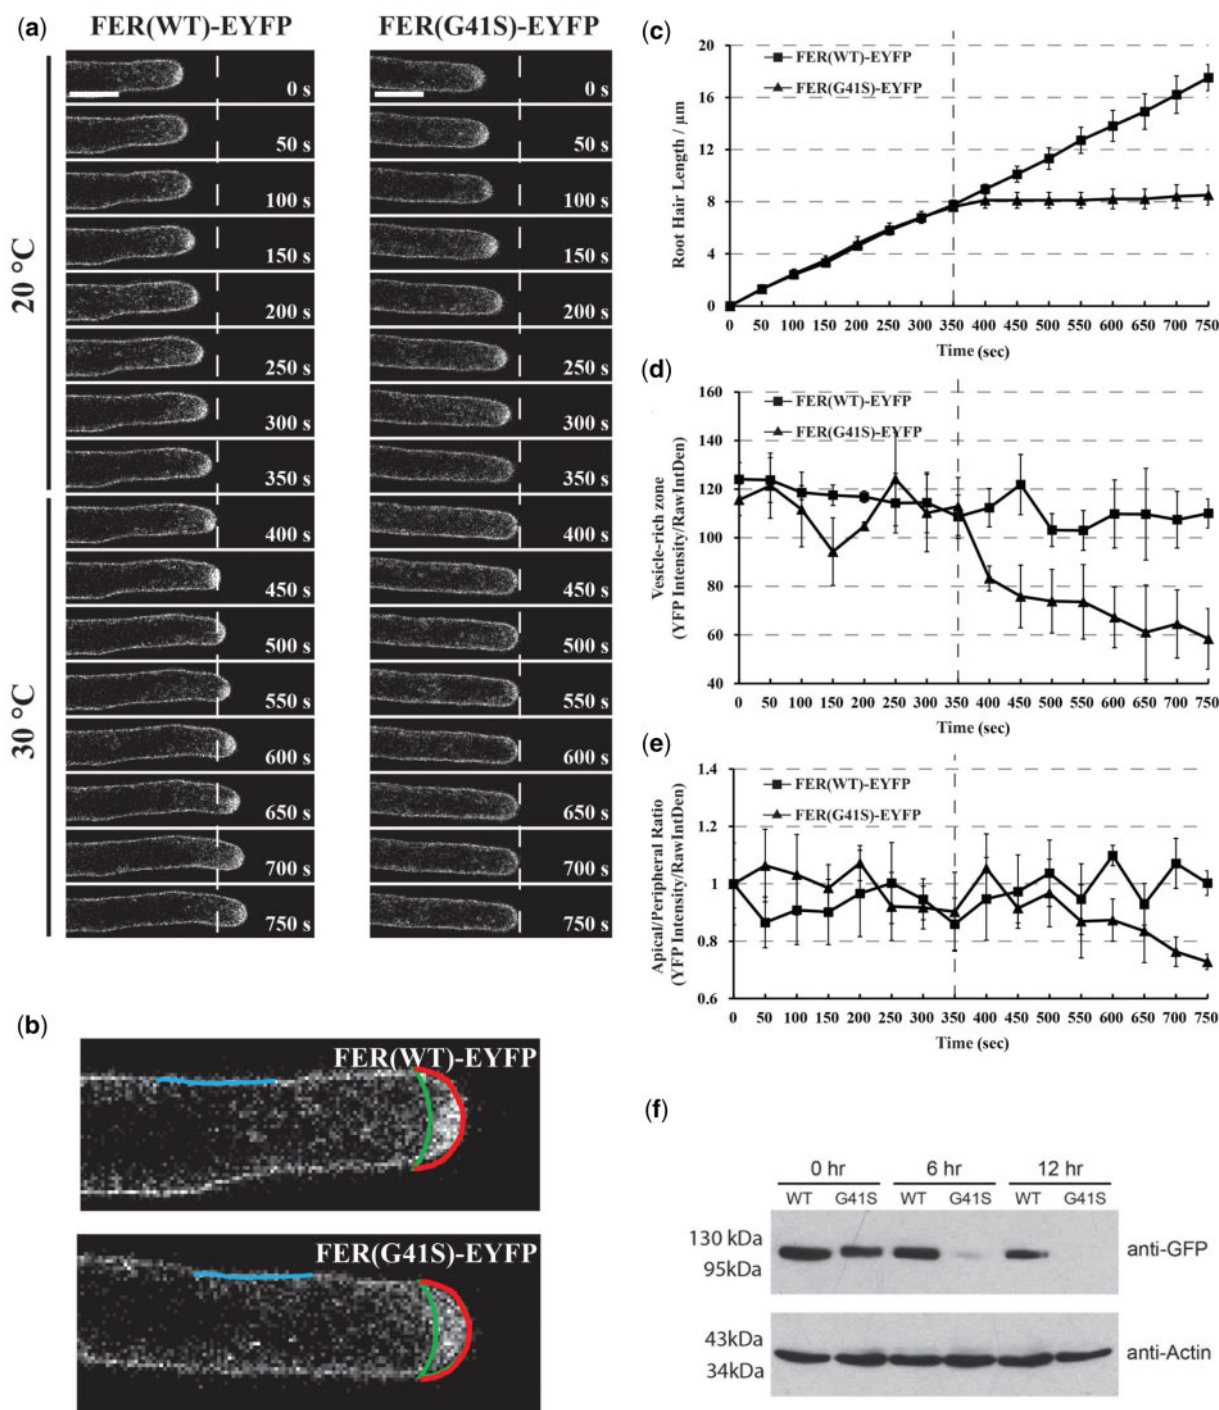 (a)
FER(WT)-EYFP
FER(G41S)-EYFP
20 °C
30 °C
0 s
50 s
100 s
150 s
200 s
250 s
300 s
350 s
400 s
450 s
500 s
550 s
600 s
650 s
700 s
750 s
0 s
50 s
100 s
150 s
200 s
250 s
300 s
350 s
400 s
450 s
500 s
550 s
600 s
650 s
700 s
750 s
(b)
FER(WT)-EYFP
FER(G41S)-EYFP
(c)
FER(WT)-EYFP
FER(G41S)-EYFP
Root Hair Length / µm
20
16
12
8
4
0
0 50 100 150 200 250 300 350 400 450 500 550 600 650 700 750
Time (sec)
(d)
FER(WT)-EYFP
FER(G41S)-EYFP
Vesicle-rich zone
(YFP Intensity/RawIntDen)
160
140
120
100
80
60
40
0 50 100 150 200 250 300 350 400 450 500 550 600 650 700 750
Time (sec)
(e)
FER(WT)-EYFP
FER(G41S)-EYFP
Apical/Peripheral Ratio
(YFP Intensity/RawIntDen)
1.4
1.2
1
0.8
0.6
0 50 100 150 200 250 300 350 400 450 500 550 600 650 700 750
Time (sec)
(f)
0 hr 6 hr 12 hr
WT G41S WT G41S WT G41S
130 kDa
95kDa
anti-GFP
43kDa
34kDa
anti-Actin